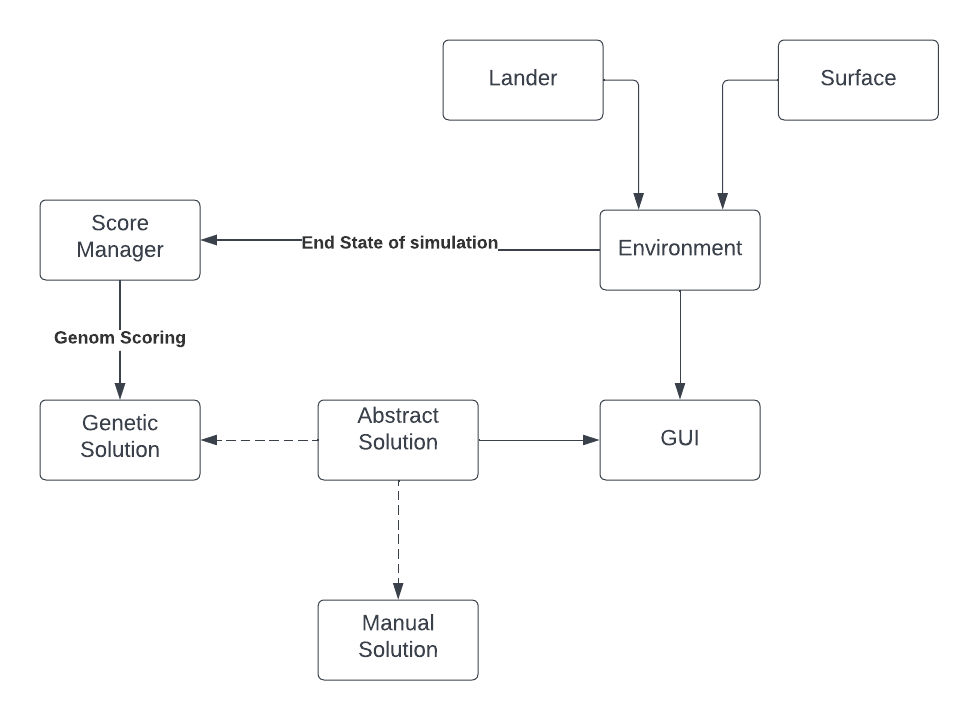 Lander
Surface
Score
Manager
End State of simulation
Environment
Genom Scoring
Genetic
Solution
Abstract
Solution
GUI
Manual
Solution